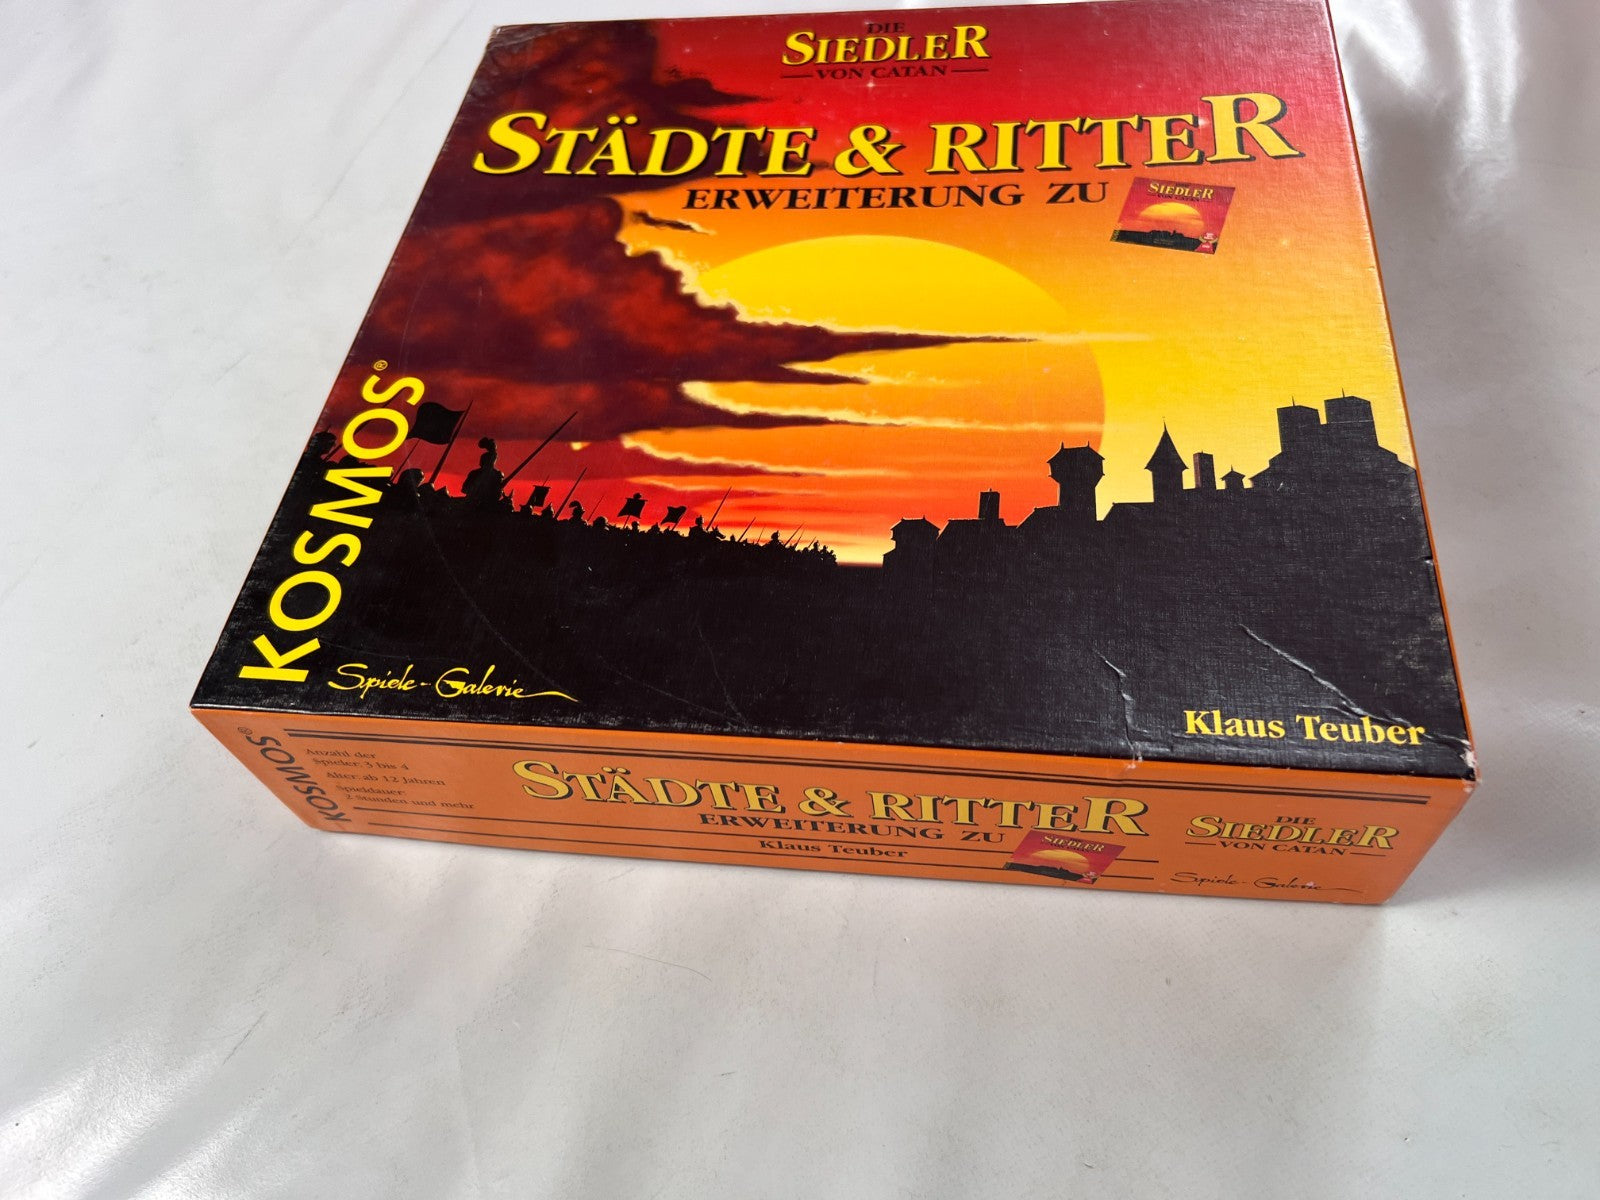 DIE
SIEDLER
VON CATAN
STÄDTE & RITTER
ERWEITERUNG ZU
SIEDLER
KOSMOS®
Spiele-Galerie
Klaus Teuber
KOSMOS®
Anzahl der
Spieler: 3 bis 4
Alter: ab 12 Jahren
Spieldauer:
2 Stunden und mehr
STÄDTE & RITTER
ERWEITERUNG ZU
SIEDLER
Klaus Teuber
DIE
SIEDLER
VON CATAN
Spiele-Galerie